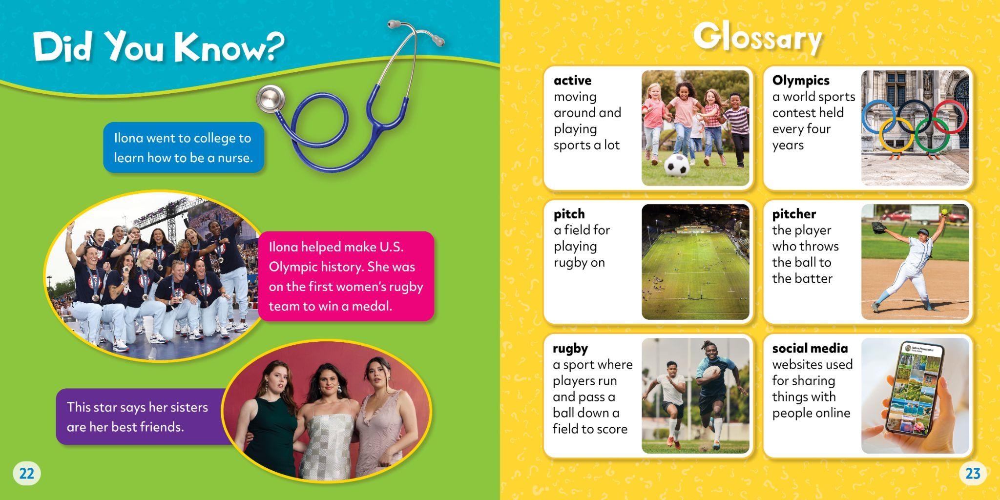 Did You Know?
Ilona went to college to
learn how to be a nurse.
Ilona helped make U.S.
Olympic history. She was
on the first women's rugby
team to win a medal.
This star says her sisters
are her best friends.
22
Glossary
active
moving
around and
playing
sports a lot
Olympics
a world sports
contest held
every four
years
pitch
a field for
playing
rugby on
pitcher
the player
who throws
the ball to
the batter
rugby
a sport where
players run
and pass a
ball down a
field to score
social media
websites used
for sharing
things with
people online
Nature Photographer
23